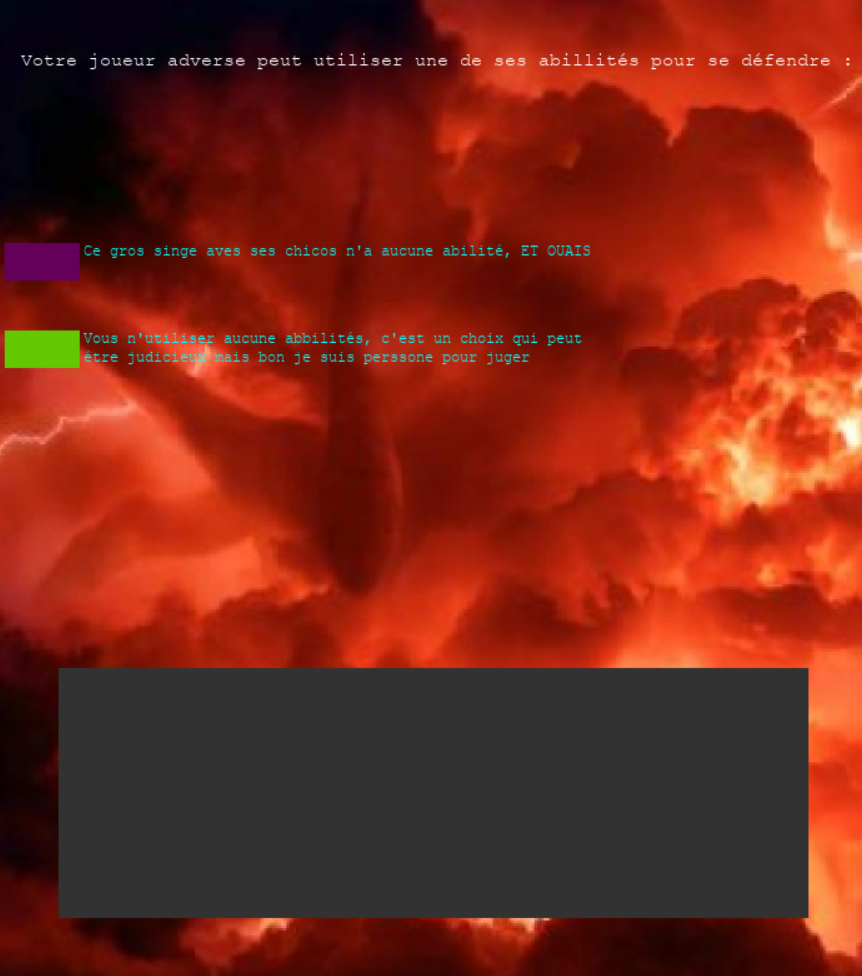 Votre joueur adverse peut utiliser une de ses abillités pour se défendre :
Ce gros singe aves ses chicos n'a aucune abilité, ET OUAIS
Vous n'utiliser aucune abbilités, c'est un choix qui peut
être judicieux mais bon je suis perssone pour juger